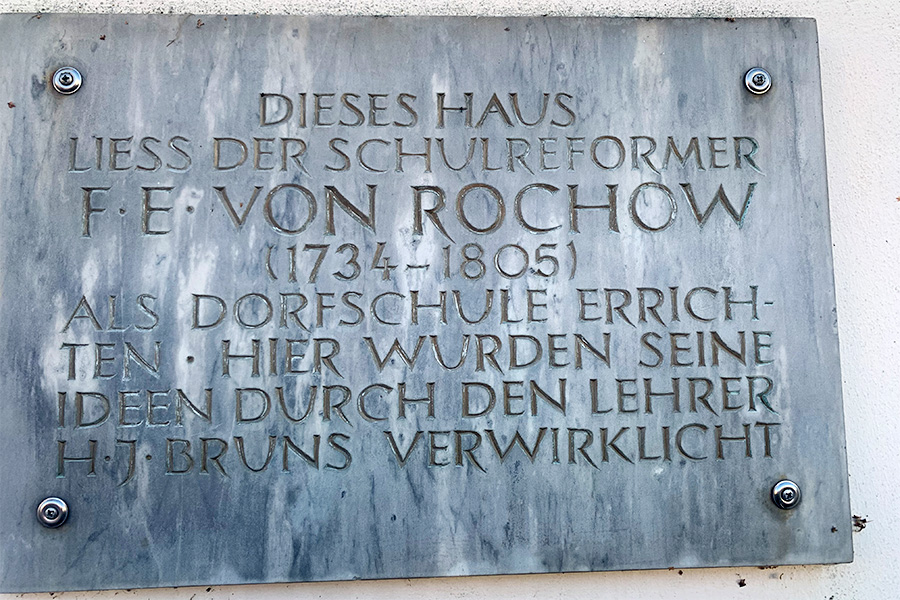 DIESES HAUS
LIESS DER SCHULREFORMER
F·E·VON ROCHOW
(1734–1805)
ALS DORFSCHULE ERRICH-
TEN · HIER WURDEN SEINE
IDEEN DURCH DEN LEHRER
H·J·BRUNS VERWIRKLICHT